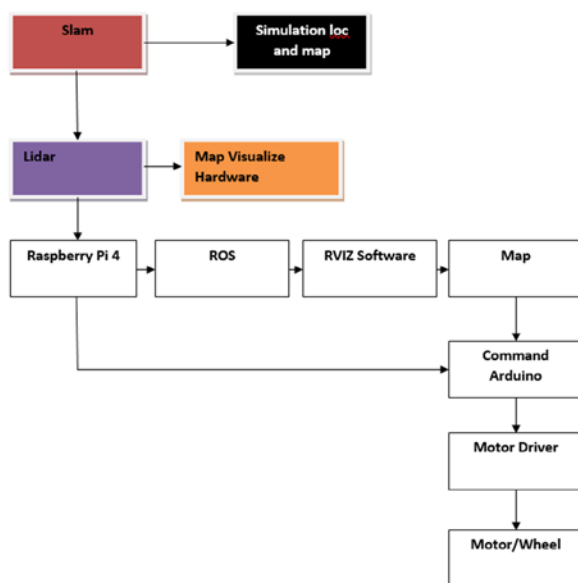 Slam
Simulation loc
and map
Lidar
Map Visualize
Hardware
Raspberry Pi 4
ROS
RVIZ Software
Map
Command
Arduino
Motor Driver
Motor/Wheel